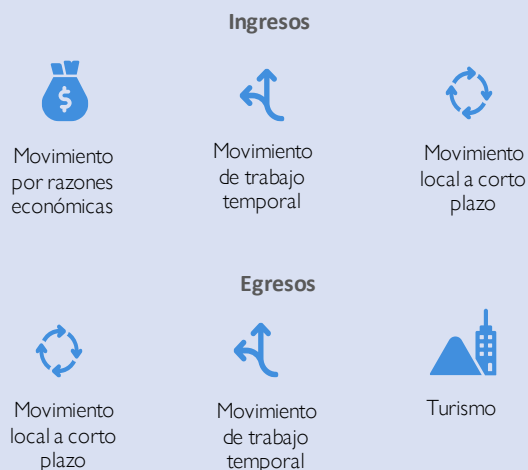 Ingresos
$
Movimiento
por razones
económicas
Movimiento
de trabajo
temporal
Movimiento
local a corto
plazo
Egresos
Movimiento
local a corto
plazo
Movimiento
de trabajo
temporal
Turismo